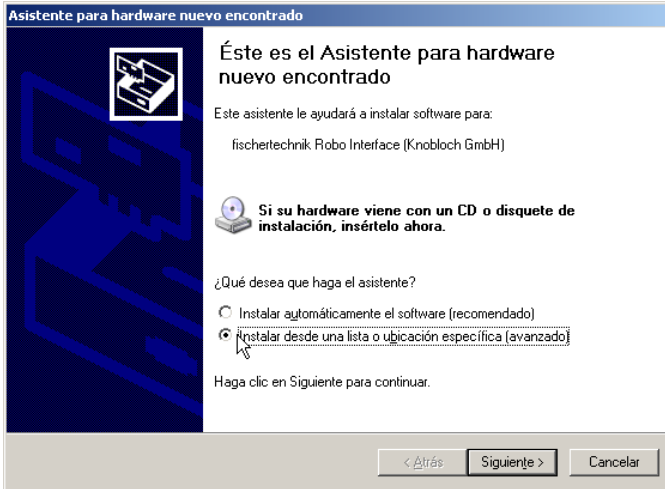 Asistente para hardware nuevo encontrado
Éste es el Asistente para hardware
nuevo encontrado
Este asistente le ayudará a instalar software para:
fischertechnik Robo Interface (Knobloch GmbH)
Si su hardware viene con un CD o disquete de
instalación, insértelo ahora.
¿Qué desea que haga el asistente?
Instalar automáticamente el software (recomendado)
Instalar desde una lista o ubicación específica (avanzado)
Haga clic en Siguiente para continuar.
< Atrás
Siguiente >
Cancelar